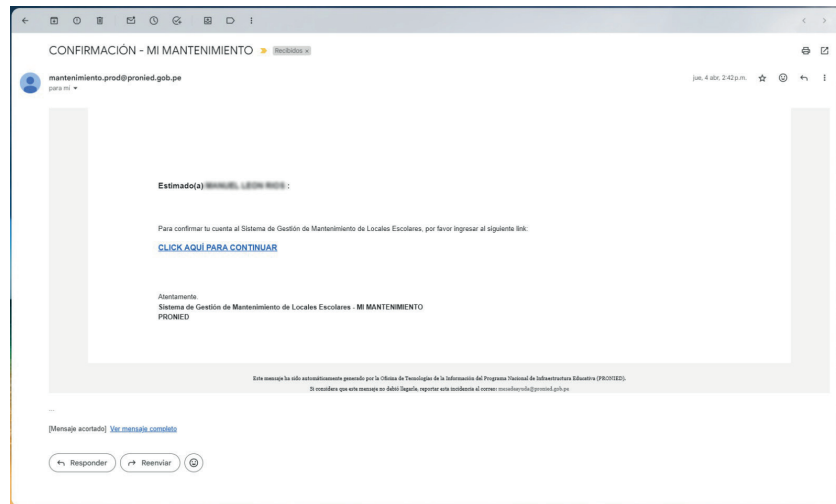 CONFIRMACIÓN - MI MANTENIMIENTO Recibidos x
mantenimiento.prod@pronied.gob.pe
jue, 4 abr, 2:42 p.m.
para mí
Estimado(a) :
Para confirmar tu cuenta al Sistema de Gestión de Mantenimiento de Locales Escolares, por favor ingresar al siguiente link:
CLICK AQUÍ PARA CONTINUAR
Atentamente.
Sistema de Gestión de Mantenimiento de Locales Escolares - MI MANTENIMIENTO
PRONIED
Este mensaje ha sido automáticamente generado por la Oficina de Tecnologías de la Información del Programa Nacional de Infraestructura Educativa (PRONIED).
Si considera que este mensaje no debió llegarle, reportar esta incidencia al correo:
...
[Mensaje acortado] Ver mensaje completo
Responder Reenviar